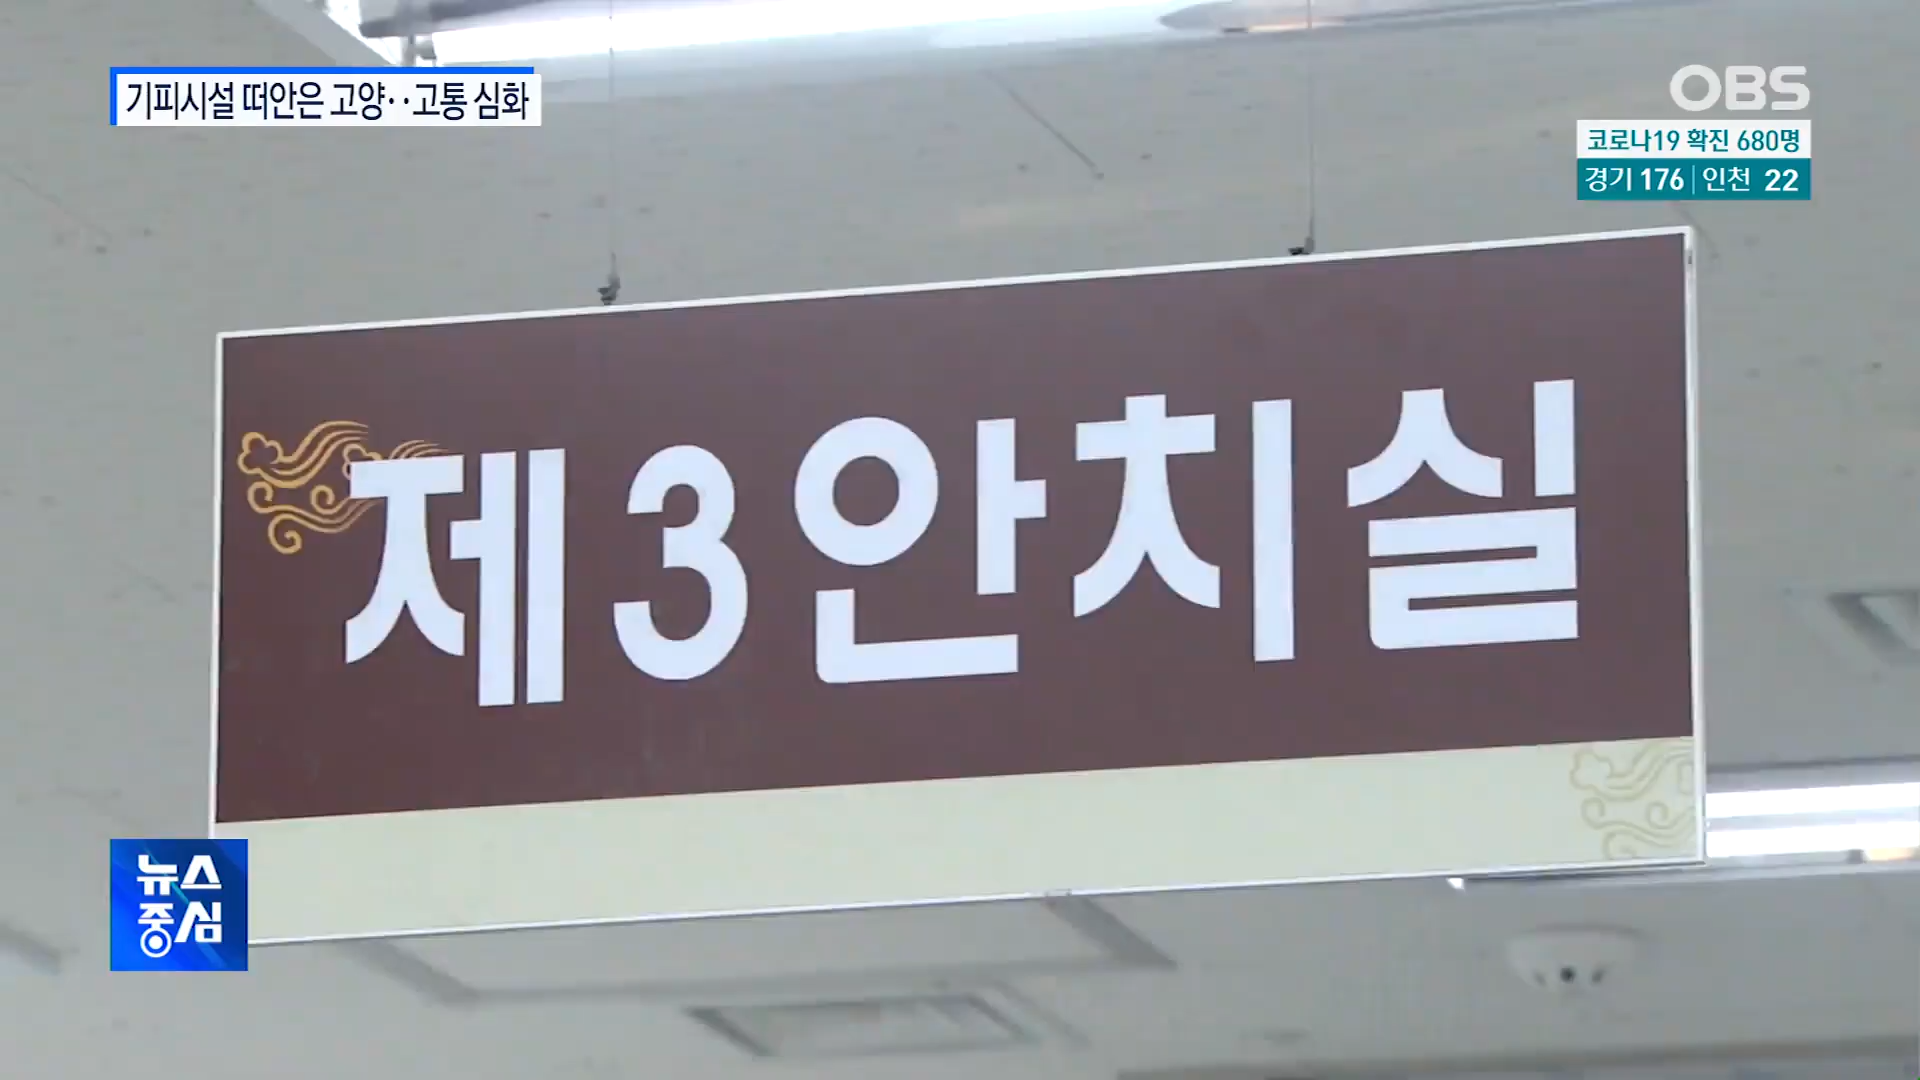 기피시설 떠안은 고양‥고통 심화
OBS
코로나19 확진 680명
경기 176 | 인천 22
제3안치실
뉴스
중심